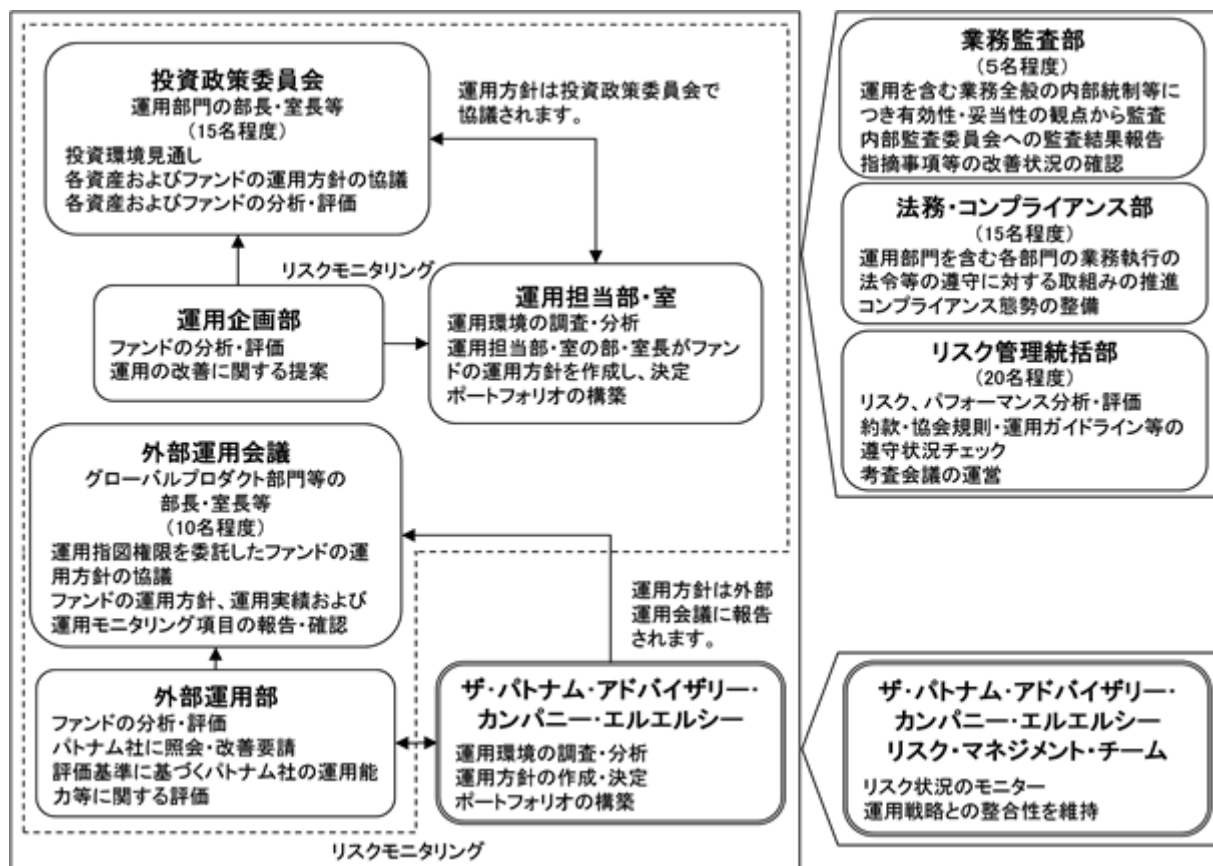 投資政策委員会
運用部門の部長・室長等
(15名程度)
投資環境見通し
各資産およびファンドの運用方針の協議
各資産およびファンドの分析・評価
運用方針は投資政策委員会で
協議されます。
リスクモニタリング
運用企画部
ファンドの分析・評価
運用の改善に関する提案
運用担当部・室
運用環境の調査・分析
運用担当部・室の部・室長がファン
ドの運用方針を作成し、決定
ポートフォリオの構築
外部運用会議
グローバルプロダクト部門等の
部長・室長等
(10名程度)
運用指図権限を委託したファンドの運
用方針の協議
ファンドの運用方針、運用実績および
運用モニタリング項目の報告・確認
運用方針は外部
運用会議に報告
されます。
外部運用部
ファンドの分析・評価
パトナム社に照会・改善要請
評価基準に基づくパトナム社の運用能
力等に関する評価
ザ・パトナム・アドバイザリー・
カンパニー・エルエルシー
運用環境の調査・分析
運用方針の作成・決定
ポートフォリオの構築
リスクモニタリング
業務監査部
(5名程度)
運用を含む業務全般の内部統制等に
つき有効性・妥当性の観点から監査
内部監査委員会への監査結果報告
指摘事項等の改善状況の確認
法務・コンプライアンス部
(15名程度)
運用部門を含む各部門の業務執行の
法令等の遵守に対する取組みの推進
コンプライアンス態勢の整備
リスク管理統括部
(20名程度)
リスク、パフォーマンス分析・評価
約款・協会規則・運用ガイドライン等の
遵守状況チェック
考査会議の運営
ザ・パトナム・アドバイザリー・
カンパニー・エルエルシー
リスク・マネジメント・チーム
リスク状況のモニター
運用戦略との整合性を維持